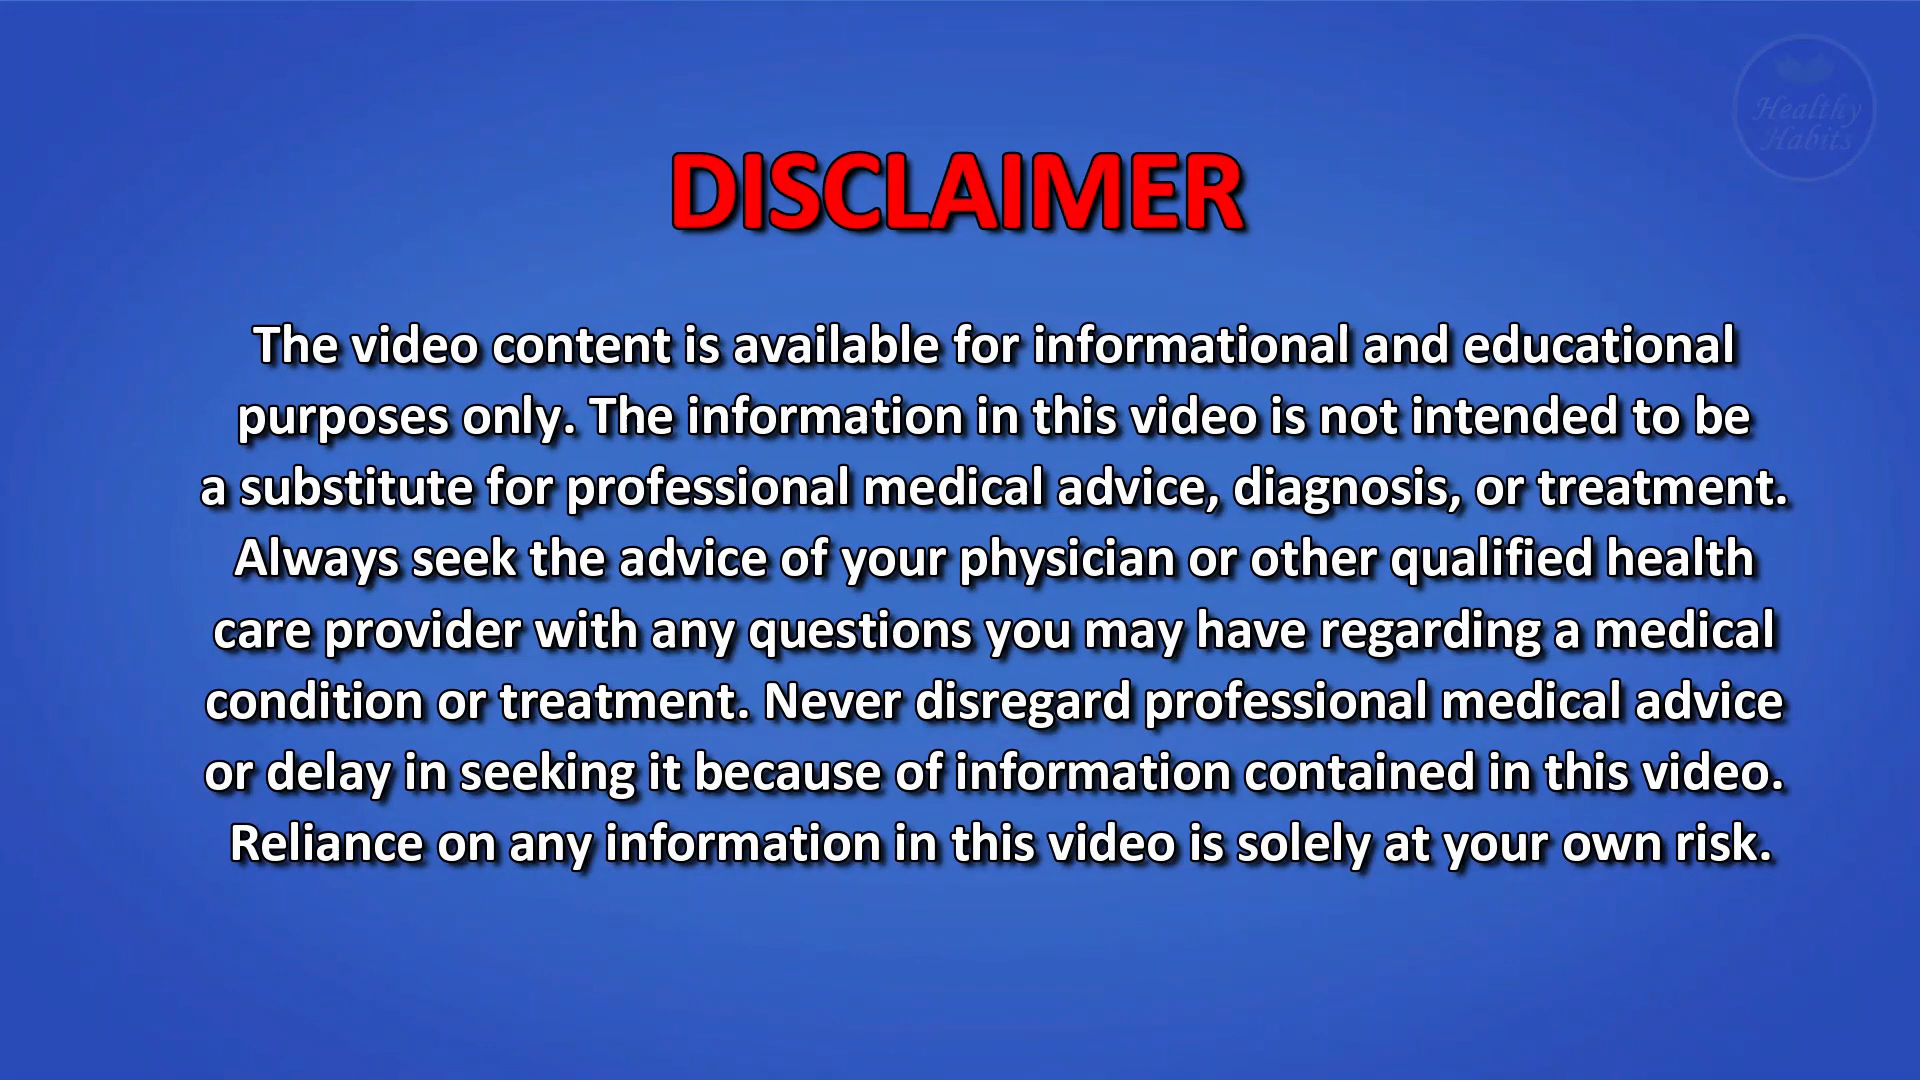 Healthy
Habits
DISCLAIMER
The video content is available for informational and educational
purposes only. The information in this video is not intended to be
a substitute for professional medical advice, diagnosis, or treatment.
Always seek the advice of your physician or other qualified health
care provider with any questions you may have regarding a medical
condition or treatment. Never disregard professional medical advice
or delay in seeking it because of information contained in this video.
Reliance on any information in this video is solely at your own risk.